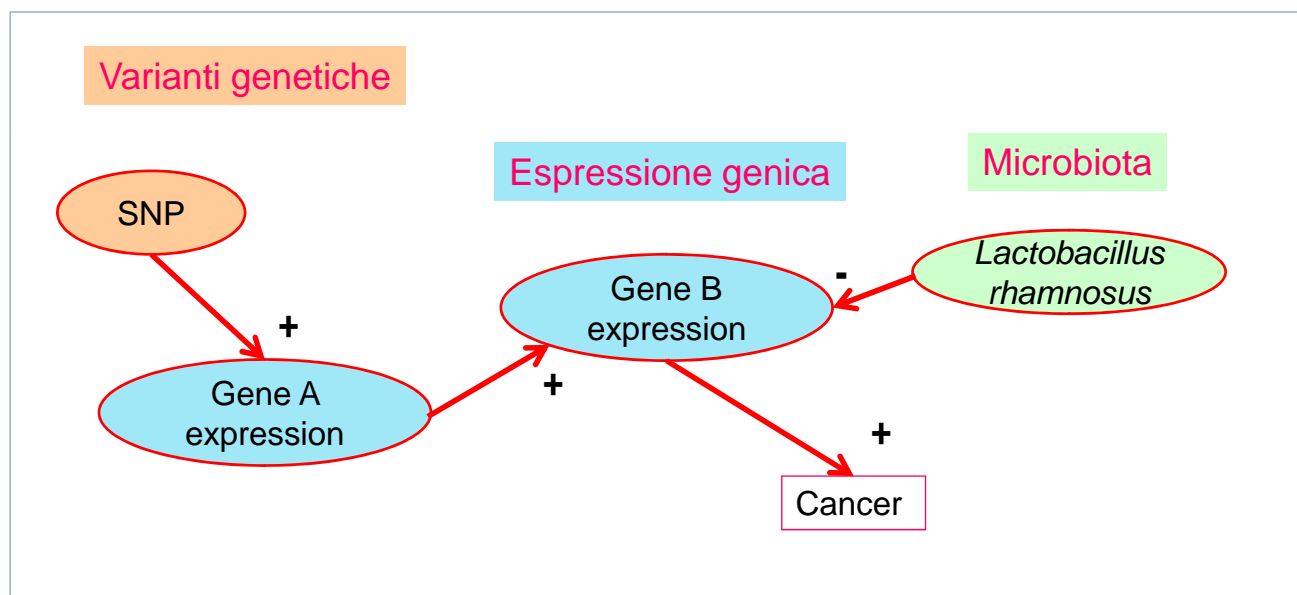 Varianti genetiche
Espressione genica
Microbiota
SNP
+
Gene A
expression
+
Gene B
expression
-
Lactobacillus
rhamnosus
+
Cancer